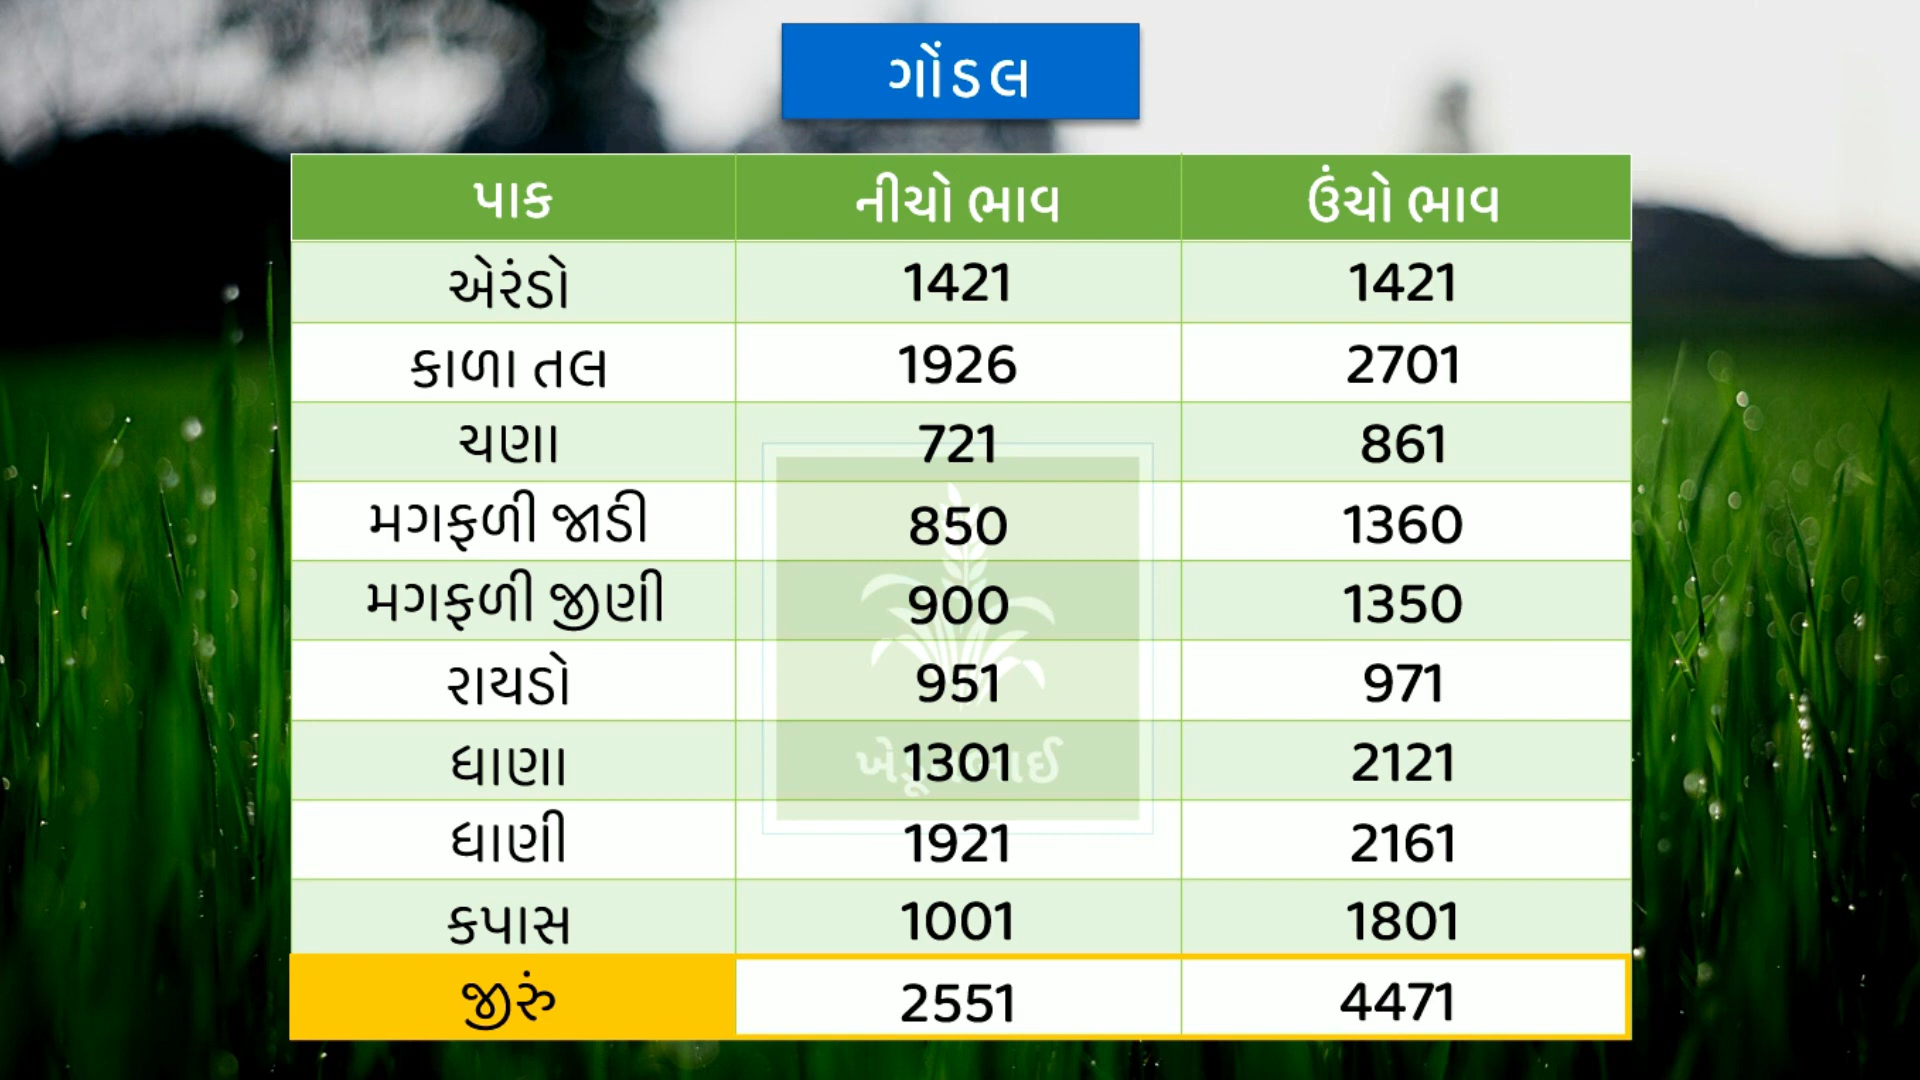 ગોંડલ
પાક નીચો ભાવ ઉંચો ભાવ
એરંડો 1421 1421
કાળા તલ 1926 2701
ચણા 721 861
મગફળી જાડી 850 1360
મગફળી જીણી 900 1350
રાયડો 951 971
ધાણા 1301 2121
ધાણી 1921 2161
કપાસ 1001 1801
જીરું 2551 4471